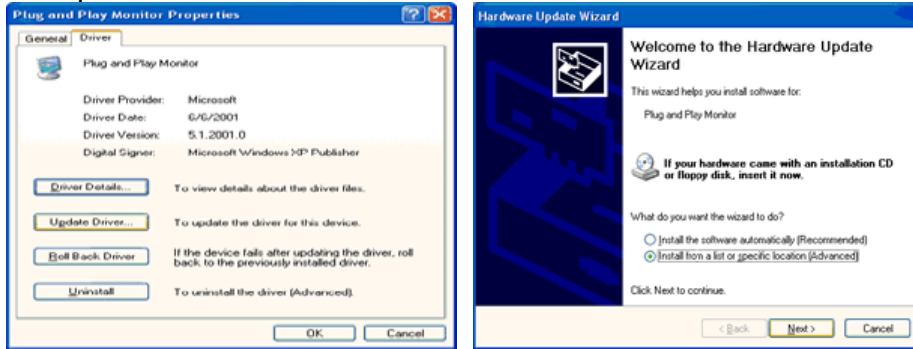 Plug and Play Monitor Properties
General Driver
Plug and Play Monitor
Driver Provider: Microsoft
Driver Date: 6/6/2001
Driver Version: 5.1.2001.0
Digital Signer: Microsoft Windows XP Publisher
Driver Details... To view details about the driver files.
Update Driver... To update the driver for this device.
Roll Back Driver If the device fails after updating the driver, roll
back to the previously installed driver.
Uninstall To uninstall the driver (Advanced).
OK Cancel
Hardware Update Wizard
Welcome to the Hardware Update
Wizard
This wizard helps you install software for:
Plug and Play Monitor
If your hardware came with an installation CD
or floppy disk, insert it now.
What do you want the wizard to do?
Install the software automatically (Recommended)
Install from a list or specific location (Advanced)
Click Next to continue.
< Back Next > Cancel